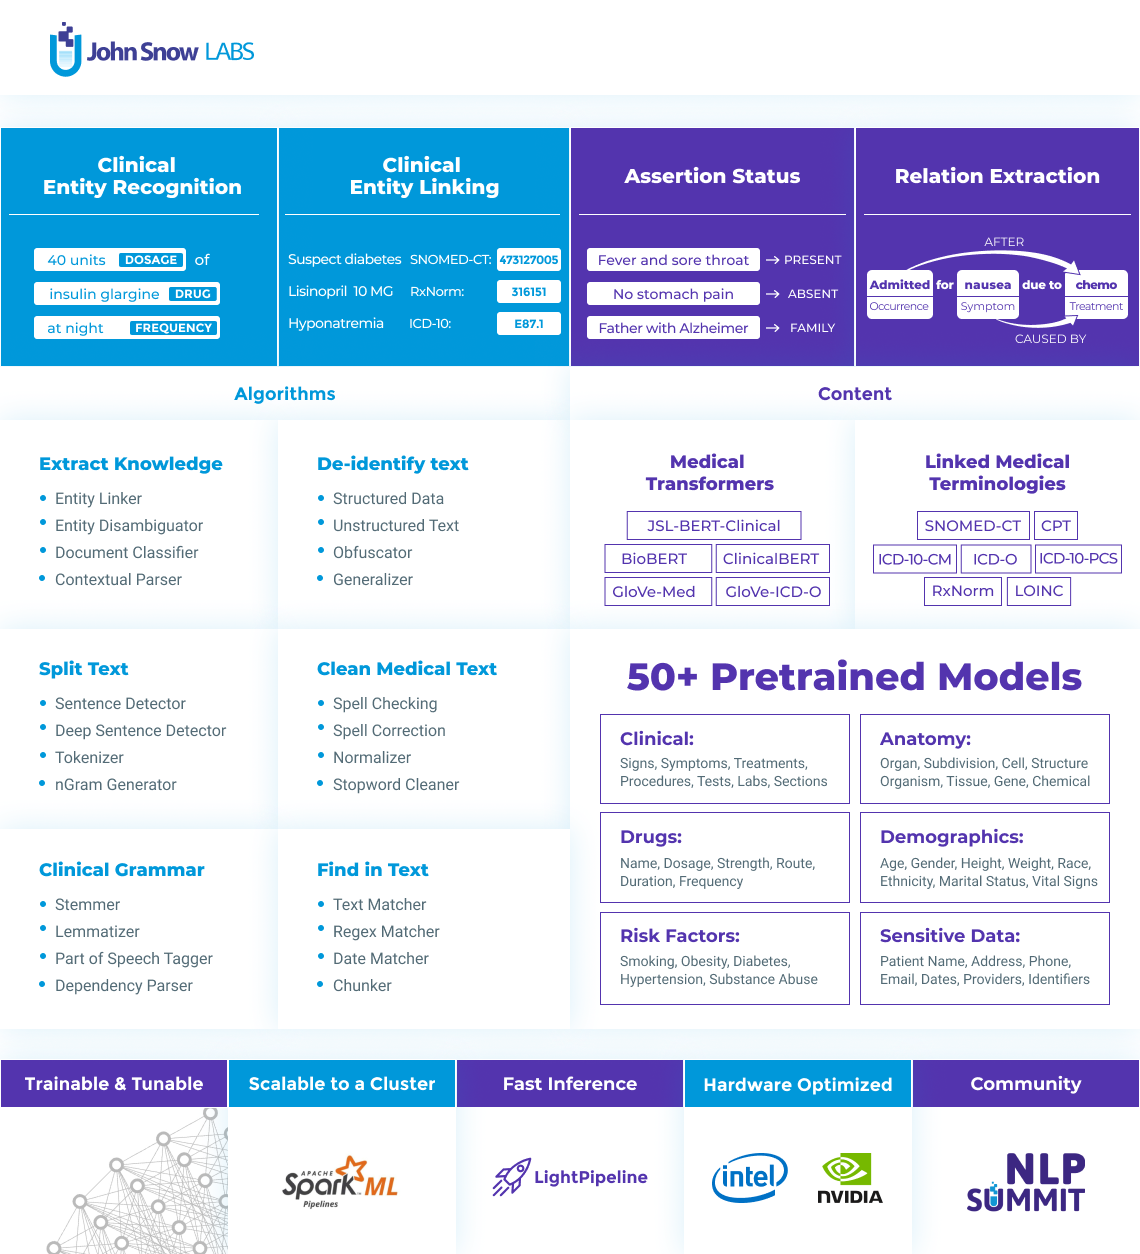 John Snow LABS
Clinical
Entity Recognition
40 units DOSAGE of
insulin glargine DRUG
at night FREQUENCY
Clinical
Entity Linking
Suspect diabetes SNOMED-CT: 473127005
Lisinopril 10 MG RxNorm: 316151
Hyponatremia ICD-10: E87.1
Assertion Status
Fever and sore throat → PRESENT
No stomach pain → ABSENT
Father with Alzheimer → FAMILY
Relation Extraction
AFTER
Admitted for nausea due to chemo
Occurrence Symptom Treatment
CAUSED BY
Algorithms
Content
Extract Knowledge
• Entity Linker
• Entity Disambiguator
• Document Classifier
• Contextual Parser
De-identify text
• Structured Data
• Unstructured Text
• Obfuscator
• Generalizer
Medical
Transformers
JSL-BERT-Clinical
BioBERT ClinicalBERT
GloVe-Med GloVe-ICD-O
Linked Medical
Terminologies
SNOMED-CT CPT
ICD-10-CM ICD-O ICD-10-PCS
RxNorm LOINC
Split Text
• Sentence Detector
• Deep Sentence Detector
• Tokenizer
• nGram Generator
Clean Medical Text
• Spell Checking
• Spell Correction
• Normalizer
• Stopword Cleaner
Clinical Grammar
• Stemmer
• Lemmatizer
• Part of Speech Tagger
• Dependency Parser
Find in Text
• Text Matcher
• Regex Matcher
• Date Matcher
• Chunker
50+ Pretrained Models
Clinical:
Signs, Symptoms, Treatments,
Procedures, Tests, Labs, Sections
Anatomy:
Organ, Subdivision, Cell, Structure
Organism, Tissue, Gene, Chemical
Drugs:
Name, Dosage, Strength, Route,
Duration, Frequency
Demographics:
Age, Gender, Height, Weight, Race,
Ethnicity, Marital Status, Vital Signs
Risk Factors:
Smoking, Obesity, Diabetes,
Hypertension, Substance Abuse
Sensitive Data:
Patient Name, Address, Phone,
Email, Dates, Providers, Identifiers
Trainable & Tunable
Scalable to a Cluster
APACHE
Spark ML
Pipelines
Fast Inference
LightPipeline
Hardware Optimized
intel
NVIDIA
Community
NLP
SUMMIT